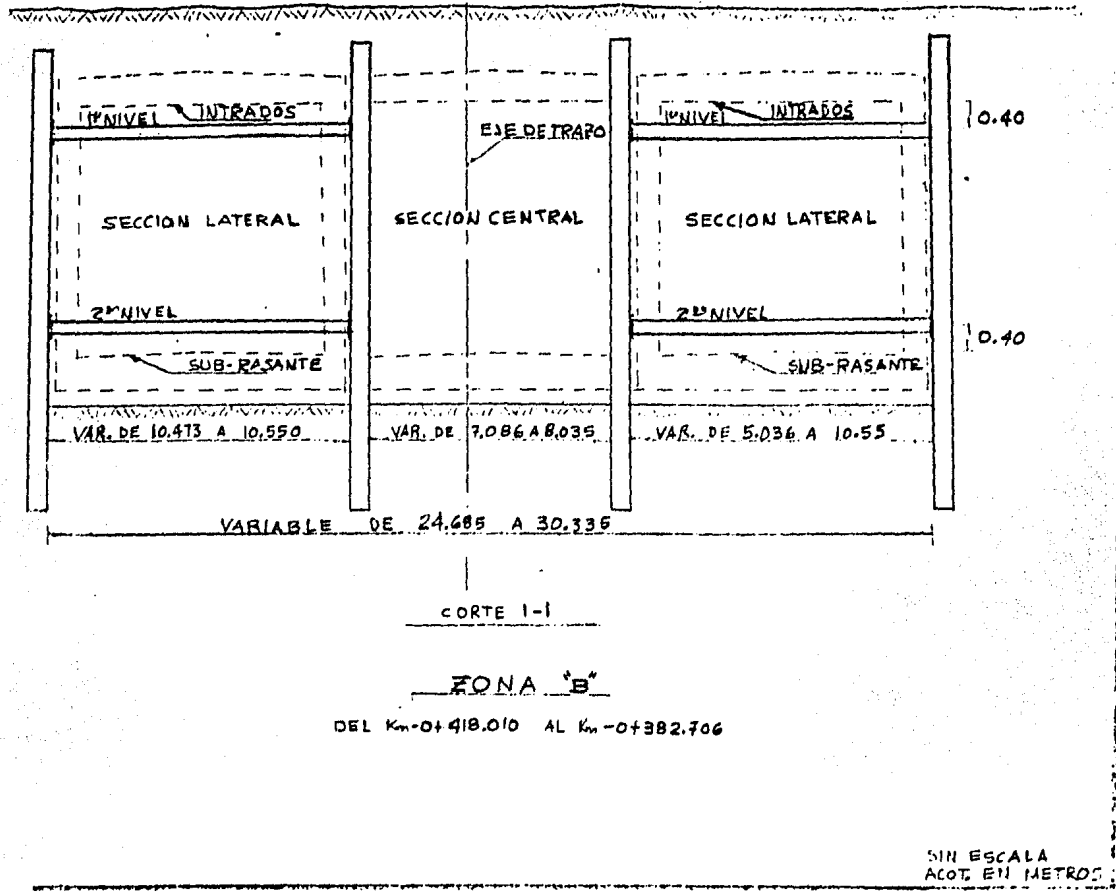 1er NIVEL INTRADOS
EJE DE TRAZO
1er NIVEL INTRADOS
0.40
SECCION LATERAL
SECCION CENTRAL
SECCION LATERAL
2do NIVEL
2do NIVEL
0.40
SUB-RASANTE
SUB-RASANTE
VAR. DE 10.473 A 10.550
VAR. DE 7.086 A 8.035
VAR. DE 5.036 A 10.55
VARIABLE DE 24.685 A 30.335
CORTE 1-1
ZONA "B"
DEL Km-0+418.010 AL Km-0+382.706
SIN ESCALA
ACOT. EN METROS